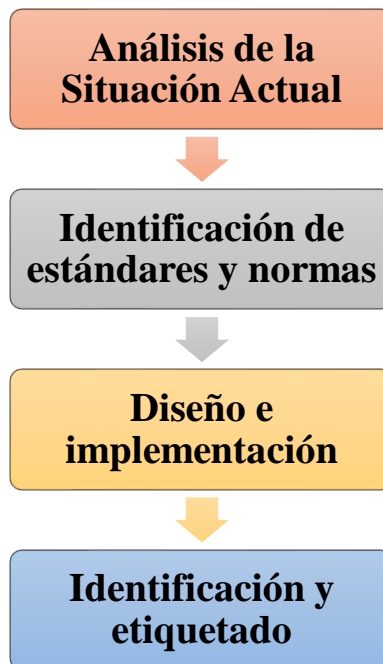 Análisis de la
Situación Actual
Identificación de
estándares y normas
Diseño e
implementación
Identificación y
etiquetado